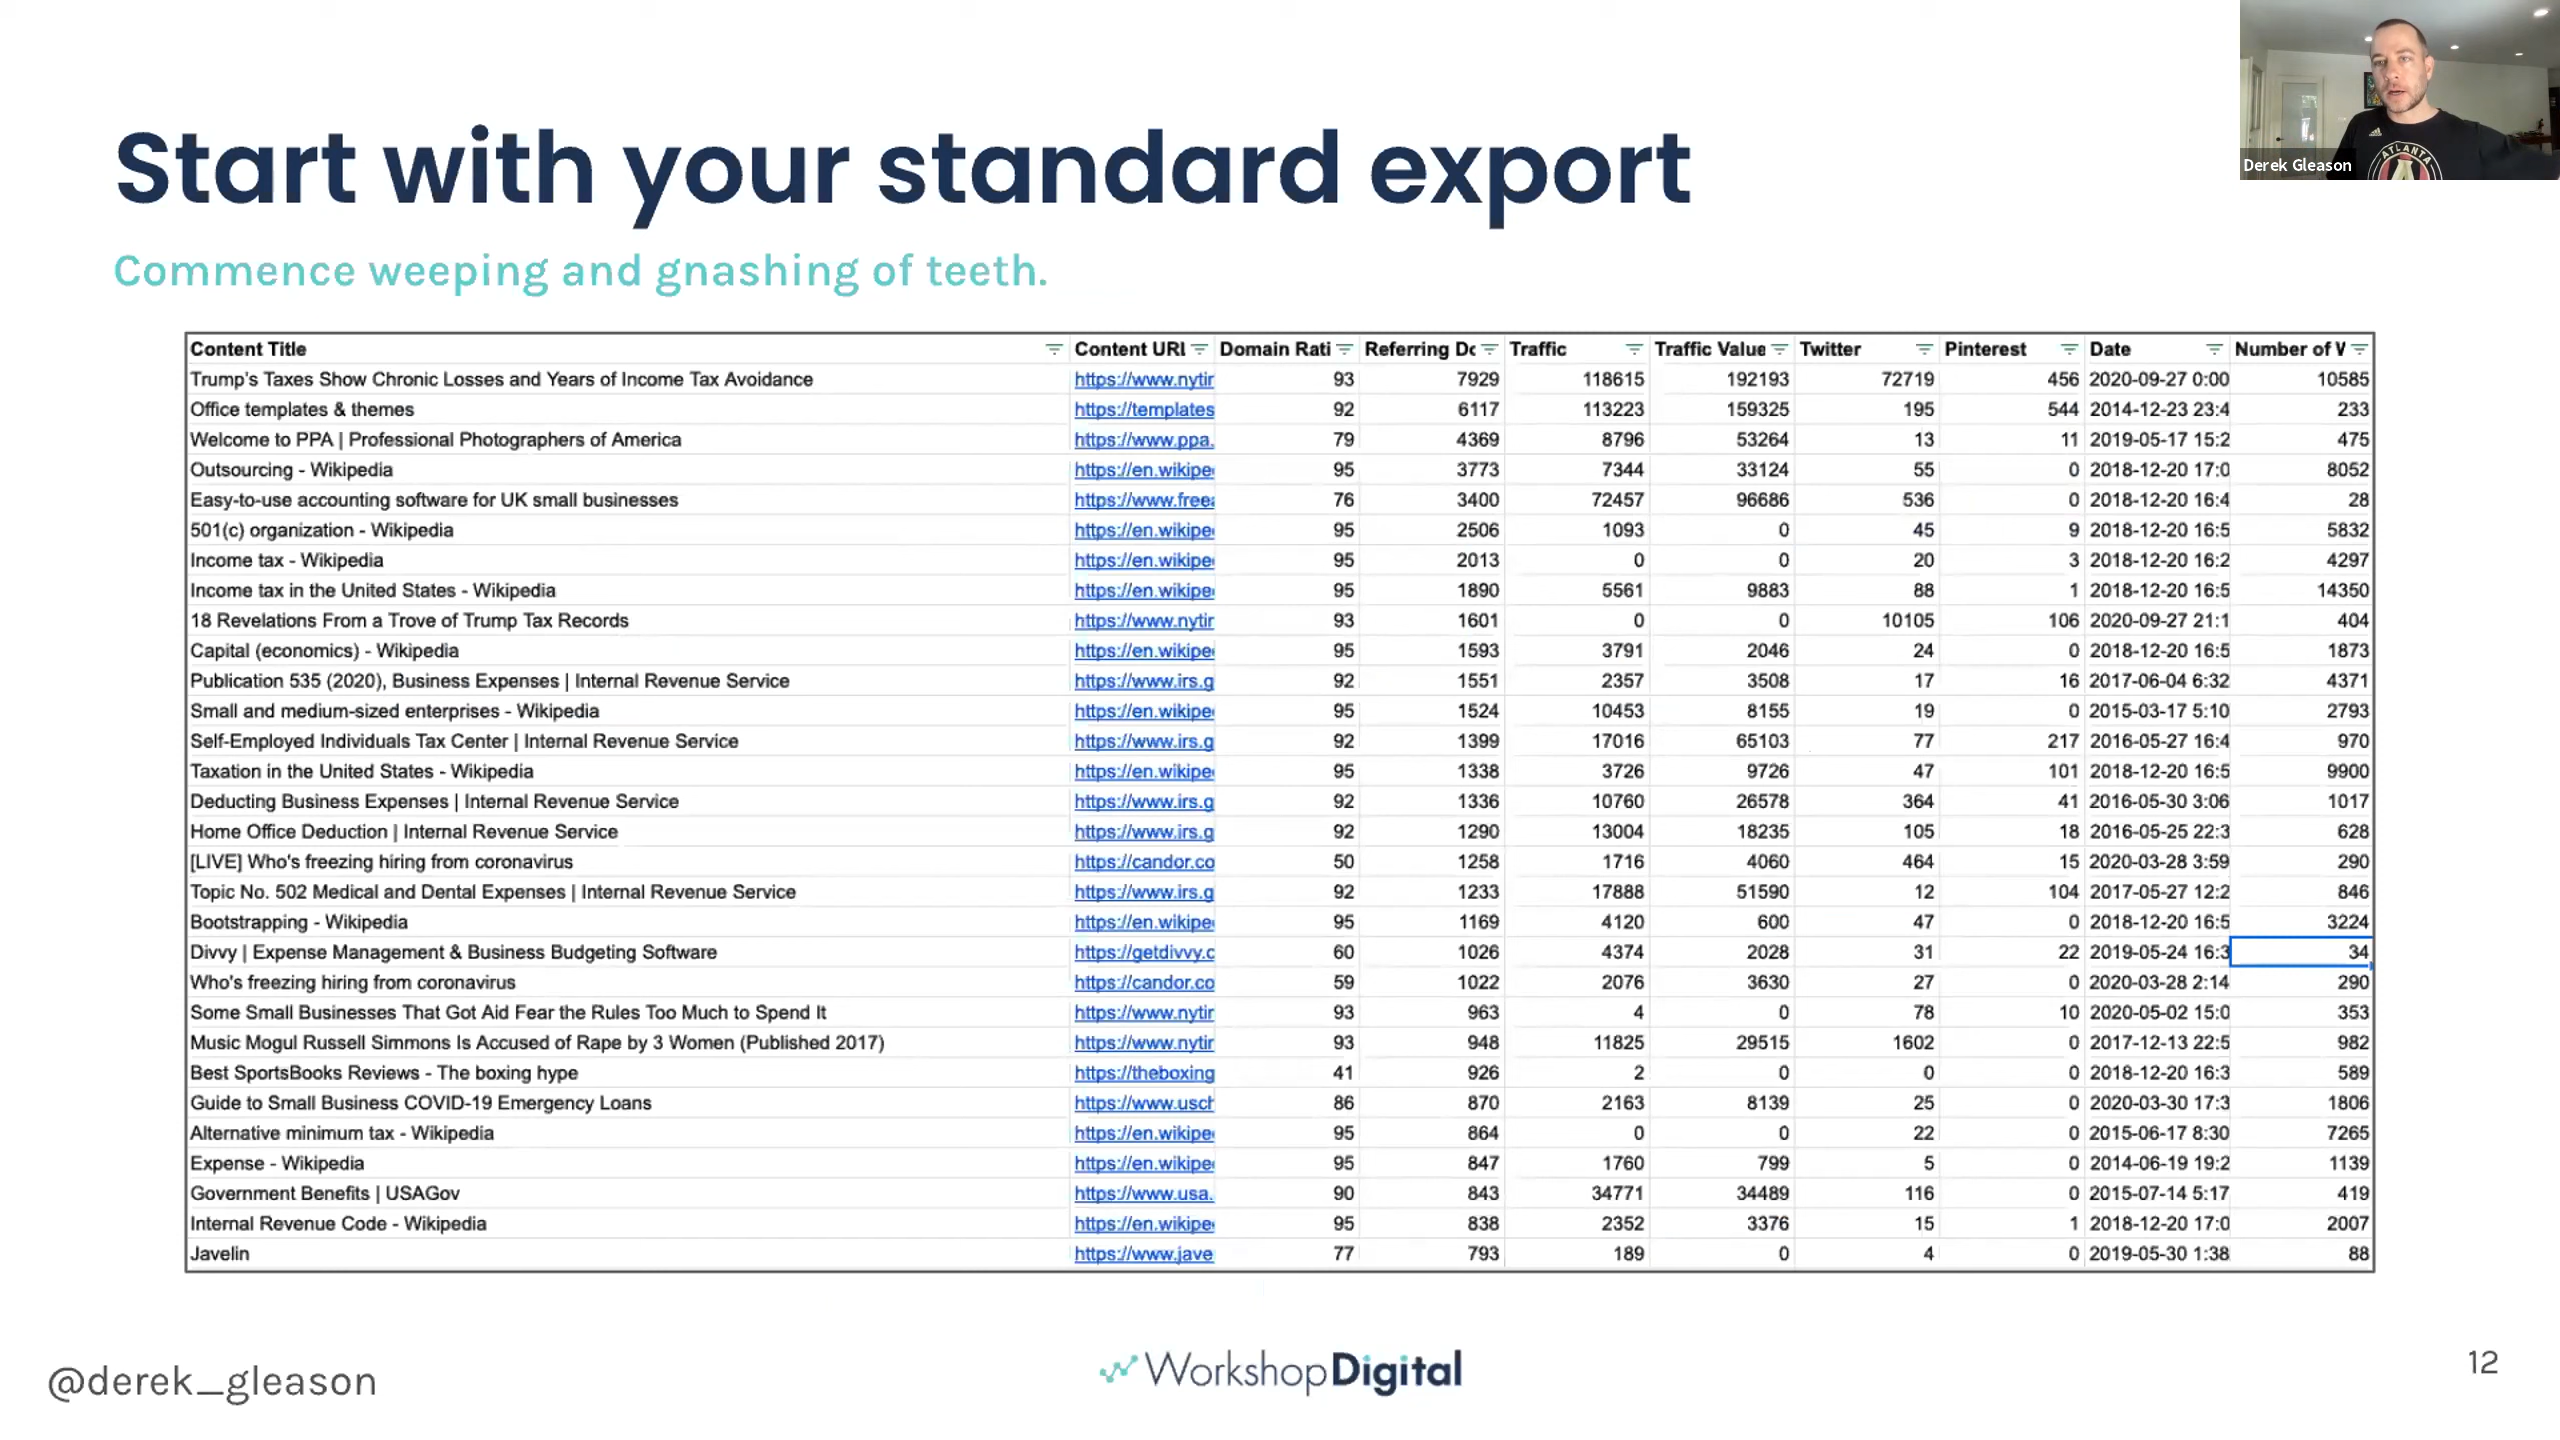 Start with your standard export
Commence weeping and gnashing of teeth.
Derek Gleason
ATLANTA
Content Title Content URL Domain Rati Referring Do Traffic Traffic Value Twitter Pinterest Date Number of W
Trump's Taxes Show Chronic Losses and Years of Income Tax Avoidance https://www.nytir 93 7929 118615 192193 72719 456 2020-09-27 0:00 10585
Office templates & themes https://templates 92 6117 113223 159325 195 544 2014-12-23 23:4 233
Welcome to PPA | Professional Photographers of America https://www.ppa. 79 4369 8796 53264 13 11 2019-05-17 15:2 475
Outsourcing - Wikipedia https://en.wikipe 95 3773 7344 33124 55 0 2018-12-20 17:0 8052
Easy-to-use accounting software for UK small businesses https://www.freea 76 3400 72457 96686 536 0 2018-12-20 16:4 28
501(c) organization - Wikipedia https://en.wikipe 95 2506 1093 0 45 9 2018-12-20 16:5 5832
Income tax - Wikipedia https://en.wikipe 95 2013 0 0 20 3 2018-12-20 16:2 4297
Income tax in the United States - Wikipedia https://en.wikipe 95 1890 5561 9883 88 1 2018-12-20 16:5 14350
18 Revelations From a Trove of Trump Tax Records https://www.nytir 93 1601 0 0 10105 106 2020-09-27 21:1 404
Capital (economics) - Wikipedia https://en.wikipe 95 1593 3791 2046 24 0 2018-12-20 16:5 1873
Publication 535 (2020), Business Expenses | Internal Revenue Service https://www.irs.g 92 1551 2357 3508 17 16 2017-06-04 6:32 4371
Small and medium-sized enterprises - Wikipedia https://en.wikipe 95 1524 10453 8155 19 0 2015-03-17 5:10 2793
Self-Employed Individuals Tax Center | Internal Revenue Service https://www.irs.g 92 1399 17016 65103 77 217 2016-05-27 16:4 970
Taxation in the United States - Wikipedia https://en.wikipe 95 1338 3726 9726 47 101 2018-12-20 16:5 9900
Deducting Business Expenses | Internal Revenue Service https://www.irs.g 92 1336 10760 26578 364 41 2016-05-30 3:06 1017
Home Office Deduction | Internal Revenue Service https://www.irs.g 92 1290 13004 18235 105 18 2016-05-25 22:3 628
[LIVE] Who's freezing hiring from coronavirus https://candor.co 50 1258 1716 4060 464 15 2020-03-28 3:59 290
Topic No. 502 Medical and Dental Expenses | Internal Revenue Service https://www.irs.g 92 1233 17888 51590 12 104 2017-05-27 12:2 846
Bootstrapping - Wikipedia https://en.wikipe 95 1169 4120 600 47 0 2018-12-20 16:5 3224
Divvy | Expense Management & Business Budgeting Software https://getdivvy.c 60 1026 4374 2028 31 22 2019-05-24 16:3 34
Who's freezing hiring from coronavirus https://candor.co 59 1022 2076 3630 27 0 2020-03-28 2:14 290
Some Small Businesses That Got Aid Fear the Rules Too Much to Spend It https://www.nytir 93 963 4 0 78 10 2020-05-02 15:0 353
Music Mogul Russell Simmons Is Accused of Rape by 3 Women (Published 2017) https://www.nytir 93 948 11825 29515 1602 0 2017-12-13 22:5 982
Best SportsBooks Reviews - The boxing hype https://theboxing 41 926 2 0 0 0 2018-12-20 16:3 589
Guide to Small Business COVID-19 Emergency Loans https://www.usch 86 870 2163 8139 25 0 2020-03-30 17:3 1806
Alternative minimum tax - Wikipedia https://en.wikipe 95 864 0 0 22 0 2015-06-17 8:30 7265
Expense - Wikipedia https://en.wikipe 95 847 1760 799 5 0 2014-06-19 19:2 1139
Government Benefits | USAGov https://www.usa. 90 843 34771 34489 116 0 2015-07-14 5:17 419
Internal Revenue Code - Wikipedia https://en.wikipe 95 838 2352 3376 15 1 2018-12-20 17:0 2007
Javelin https://www.jave 77 793 189 0 4 0 2019-05-30 1:38 88
@derek_gleason
WorkshopDigital
12